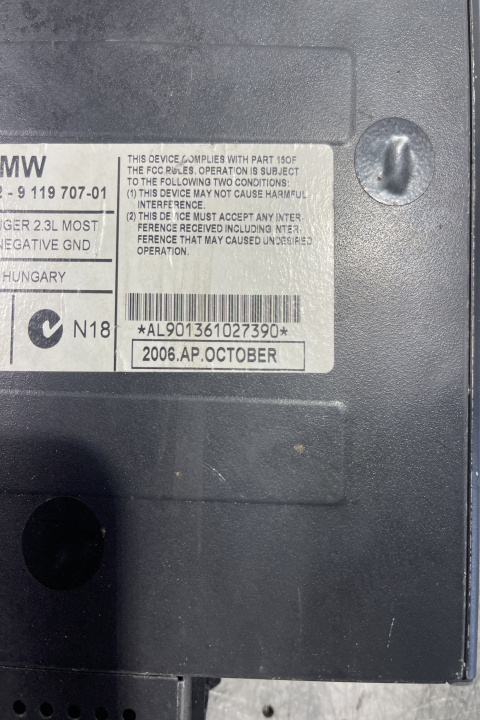 MW
2 - 9 119 707-01
NGER 2.3L MOST
NEGATIVE GND
HUNGARY
N18
THIS DEVICE COMPLIES WITH PART 15OF
THE FCC RULES. OPERATION IS SUBJECT
TO THE FOLLOWING TWO CONDITIONS:
(1) THIS DEVICE MAY NOT CAUSE HARMFUL
INTERFERENCE.
(2) THIS DEVICE MUST ACCEPT ANY INTER-
FERENCE RECEIVED INCLUDING INTER-
FERENCE THAT MAY CAUSED UNDESIRED
OPERATION.
*AL901361027390*
2006.AP.OCTOBER